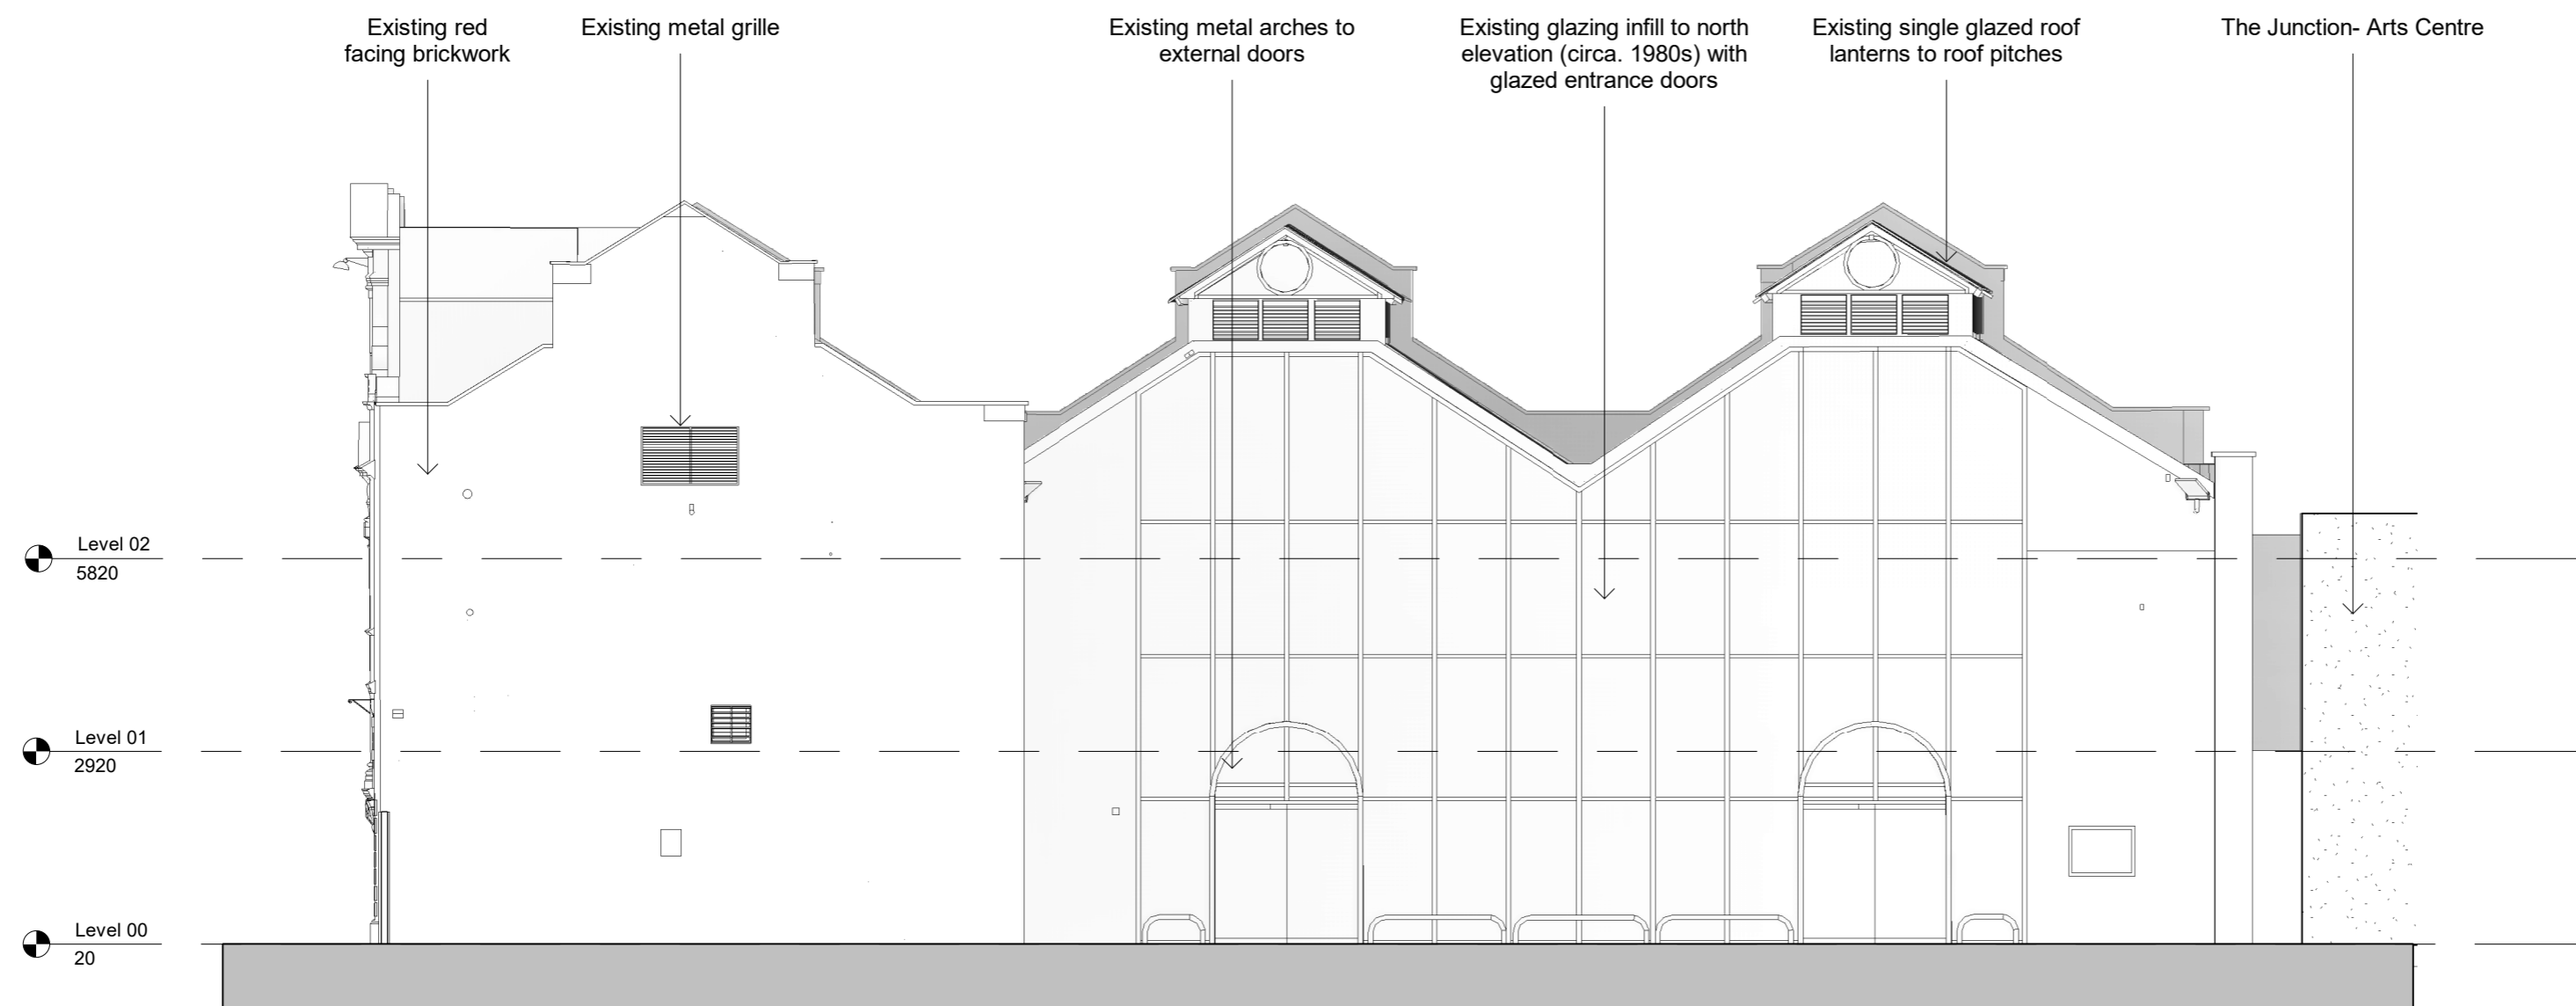 Existing red
facing brickwork
Existing metal grille
Existing metal arches to
external doors
Existing glazing infill to north
elevation (circa. 1980s) with
glazed entrance doors
Existing single glazed roof
lanterns to roof pitches
The Junction- Arts Centre
Level 02
5820
Level 01
2920
Level 00
20